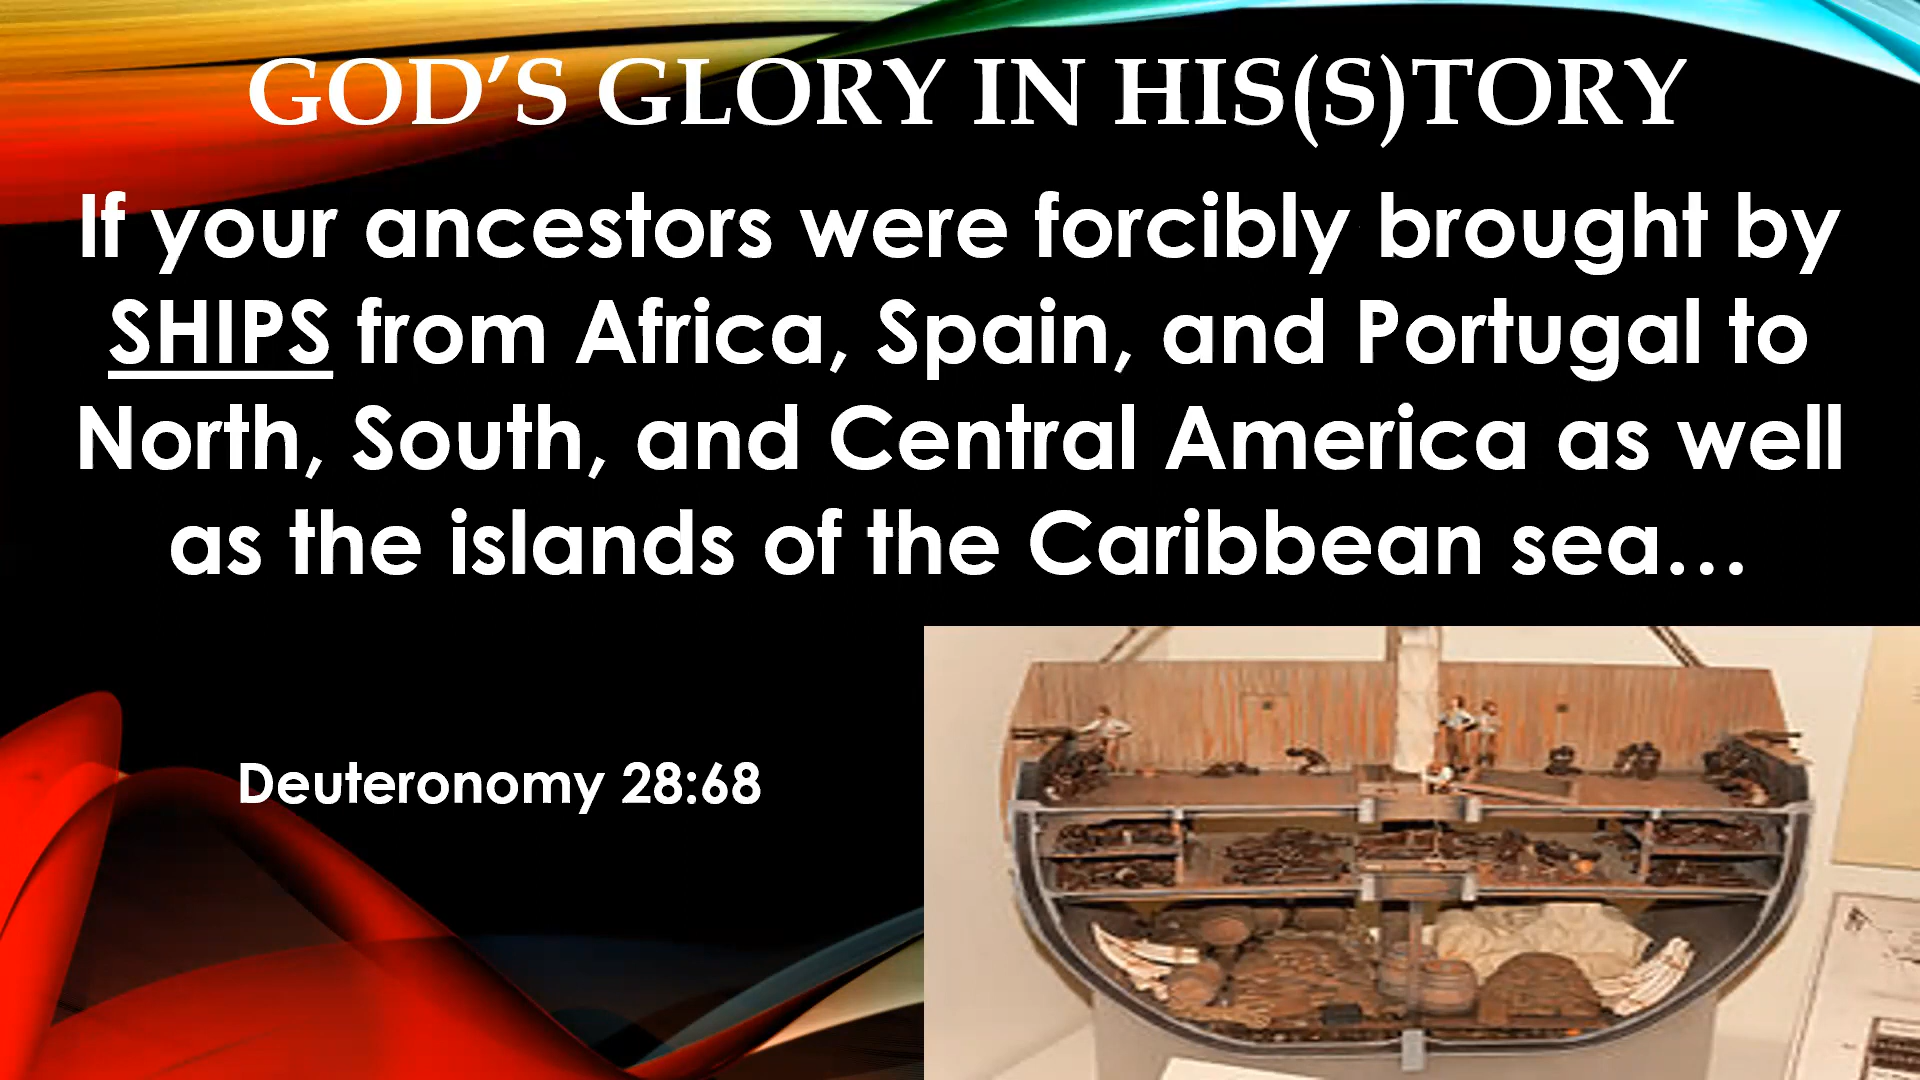 GOD’S GLORY IN HIS(S)TORY
If your ancestors were forcibly brought by
SHIPS from Africa, Spain, and Portugal to
North, South, and Central America as well
as the islands of the Caribbean sea…
Deuteronomy 28:68